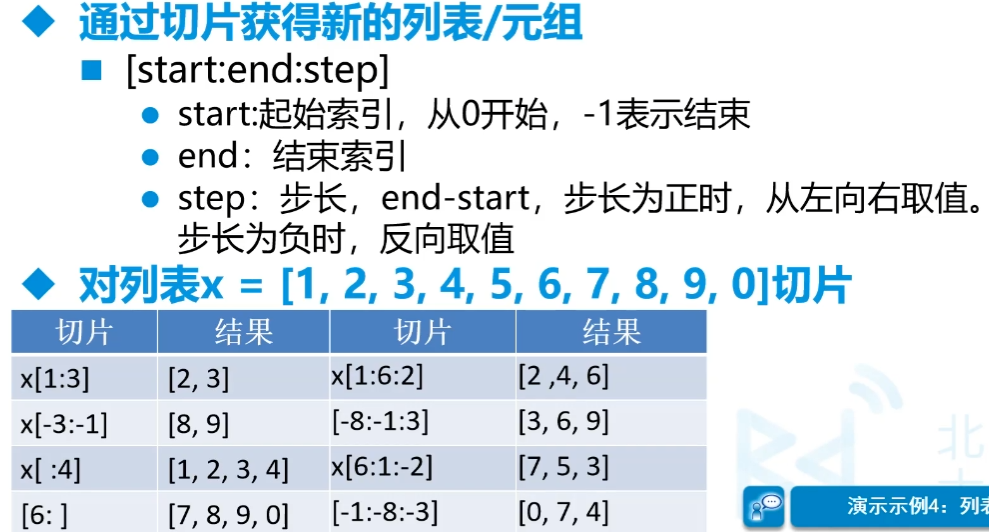 通过切片获得新的列表/元组
[start:end:step]
start:起始索引，从0开始，-1表示结束
end：结束索引
step：步长，end-start，步长为正时，从左向右取值。
步长为负时，反向取值
对列表x = [1, 2, 3, 4, 5, 6, 7, 8, 9, 0]切片
切片 结果 切片 结果
x[1:3] [2, 3] x[1:6:2] [2 ,4, 6]
x[-3:-1] [8, 9] [-8:-1:3] [3, 6, 9]
x[ :4] [1, 2, 3, 4] x[6:1:-2] [7, 5, 3]
[6: ] [7, 8, 9, 0] [-1:-8:-3] [0, 7, 4]
北
演示示例4：列表